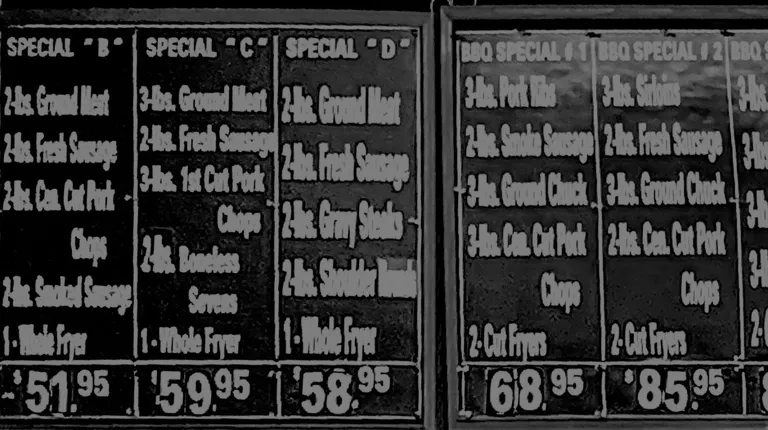 SPECIAL "B"
2-lbs. Ground Meat
2-lbs. Fresh Sausage
2-lbs. Cen. Cut Pork
Chops
2-lbs. Smoked Sausage
1 - Whole Fryer
$51.95
SPECIAL "C"
3-lbs. Ground Meat
2-lbs. Fresh Sausage
3-lbs. 1st Cut Pork
Chops
2-lbs. Boneless
1 - Whole Fryer
$59.95
SPECIAL "D"
2-lbs. Ground Meat
2-lbs. Fresh Sausage
2-lbs. Gravy Steaks
2-lbs. Shoulder
1 - Whole Fryer
$58.95
BBQ SPECIAL # 1
3-lbs. Pork Ribs
2-lbs. Smoke Sausage
3-lbs. Ground Chuck
3-lbs. Cen. Cut Pork
Chops
2- Cut Fryers
68.95
BBQ SPECIAL # 2
3-lbs. Sirloins
2-lbs. Fresh Sausage
3-lbs. Ground Chuck
2-lbs. Cen. Cut Pork
Chops
2- Cut Fryers
$85.95
BBQ